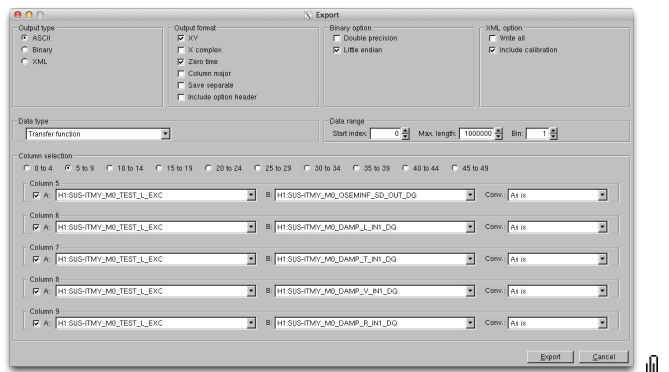 Export
Output type
ASCII
Binary
XML
Output format
XY
X complex
Zero time
Column major
Save separate
Include option header
Binary option
Double precision
Little endian
XML option
Write all
Include calibration
Data type
Transfer function
Data range
Start index: 0 Max. length: 1000000 Bin: 1
Column selection
0 to 4 5 to 9 10 to 14 15 to 19 20 to 24 25 to 29 30 to 34 35 to 39 40 to 44 45 to 49
Column 5
A: H1:SUS-ITMY_M0_TEST_L_EXC B: H1:SUS-ITMY_M0_OSEMINF_SD_OUT_DQ Conv.: As is
Column 6
A: H1:SUS-ITMY_M0_TEST_L_EXC B: H1:SUS-ITMY_M0_DAMP_L_IN1_DQ Conv.: As is
Column 7
A: H1:SUS-ITMY_M0_TEST_L_EXC B: H1:SUS-ITMY_M0_DAMP_T_IN1_DQ Conv.: As is
Column 8
A: H1:SUS-ITMY_M0_TEST_L_EXC B: H1:SUS-ITMY_M0_DAMP_V_IN1_DQ Conv.: As is
Column 9
A: H1:SUS-ITMY_M0_TEST_L_EXC B: H1:SUS-ITMY_M0_DAMP_R_IN1_DQ Conv.: As is
Export Cancel